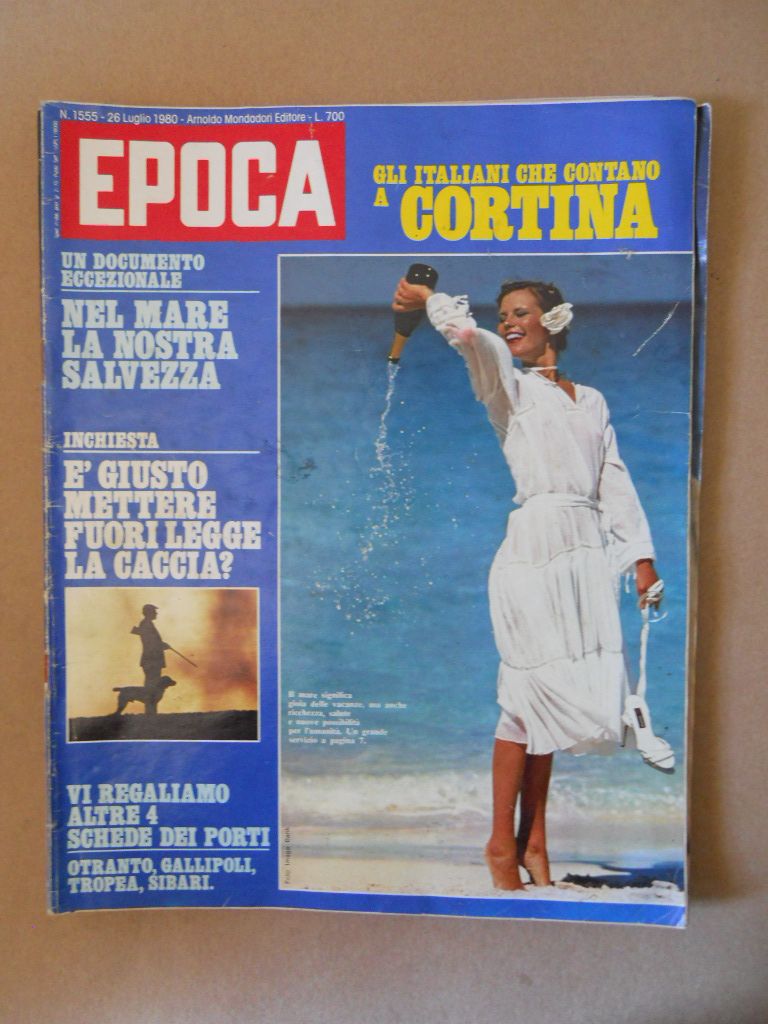 N. 1555 - 26 Luglio 1980 - Arnoldo Mondadori Editore - L. 700
EPOCA
GLI ITALIANI CHE CONTANO
A CORTINA
UN DOCUMENTO
ECCEZIONALE
NEL MARE
LA NOSTRA
SALVEZZA
INCHIESTA
E' GIUSTO
METTERE
FUORI LEGGE
LA CACCIA?
Il mare significa
gioia delle vacanze, ma anche
ricchezza, salute
e nuove possibilità
per l'umanità. Un grande
servizio a pagina 7.
VI REGALIAMO
ALTRE 4
SCHEDE DEI PORTI
OTRANTO, GALLIPOLI,
TROPEA, SIBARI.
Foto Image Bank